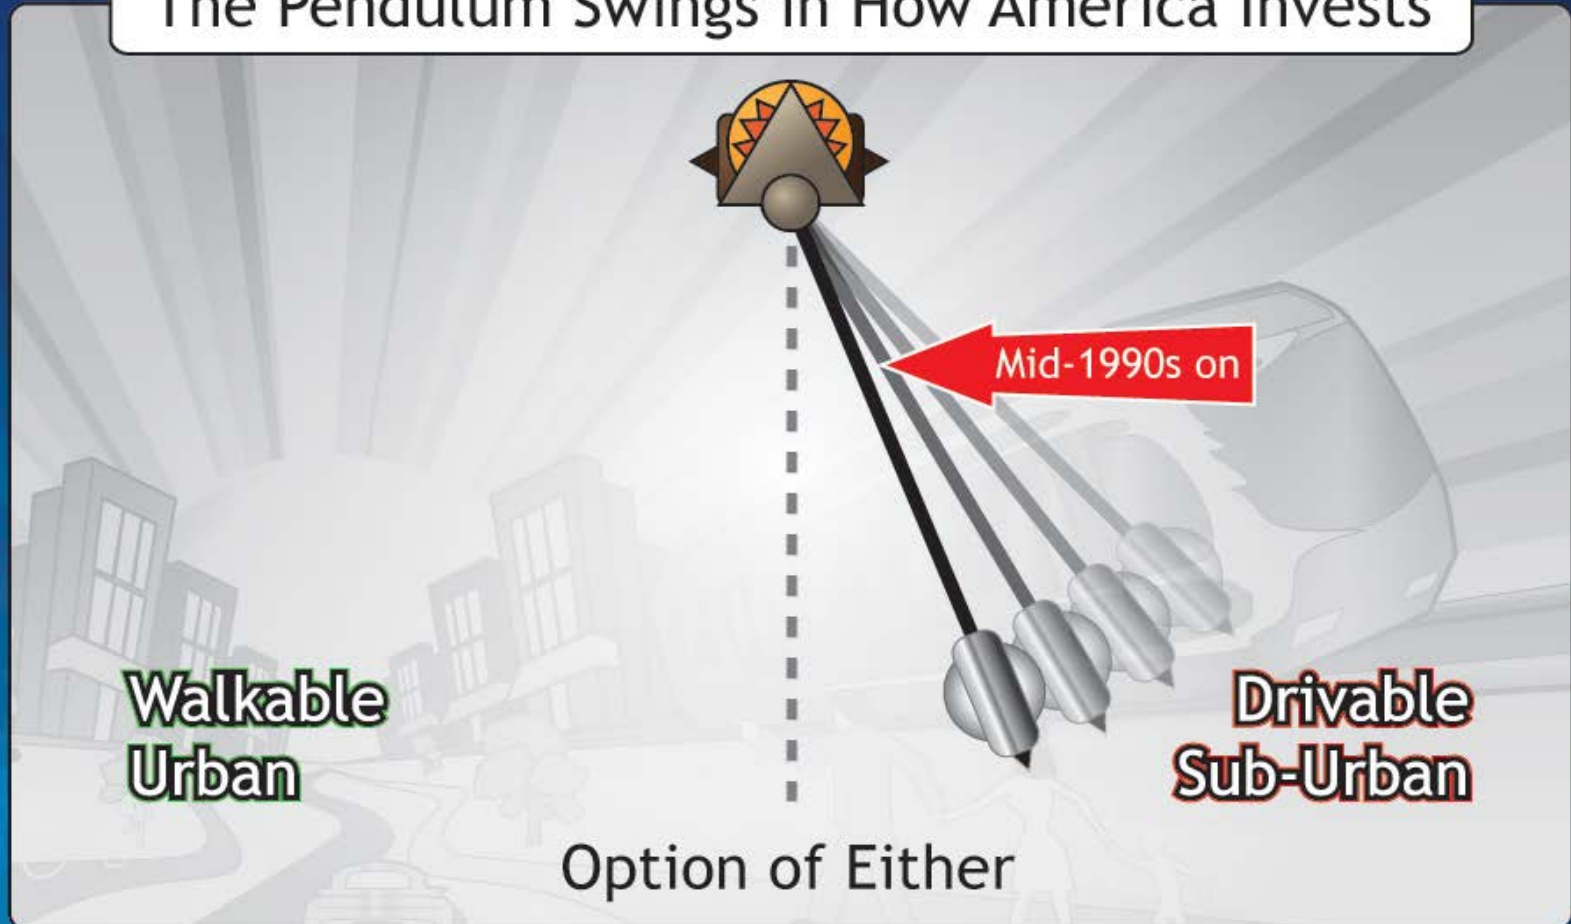 The Pendulum Swings in How America Invests
Mid-1990s on
Walkable
Urban
Drivable
Sub-Urban
Option of Either